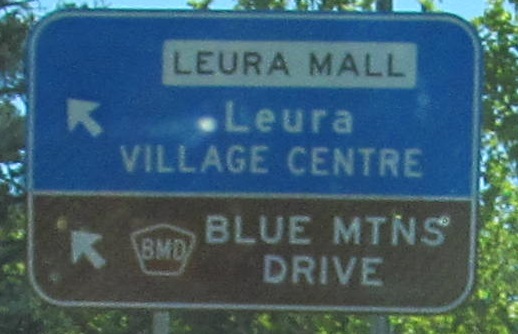 LEURA MALL
Leura
VILLAGE CENTRE
BMD BLUE MTNS
DRIVE